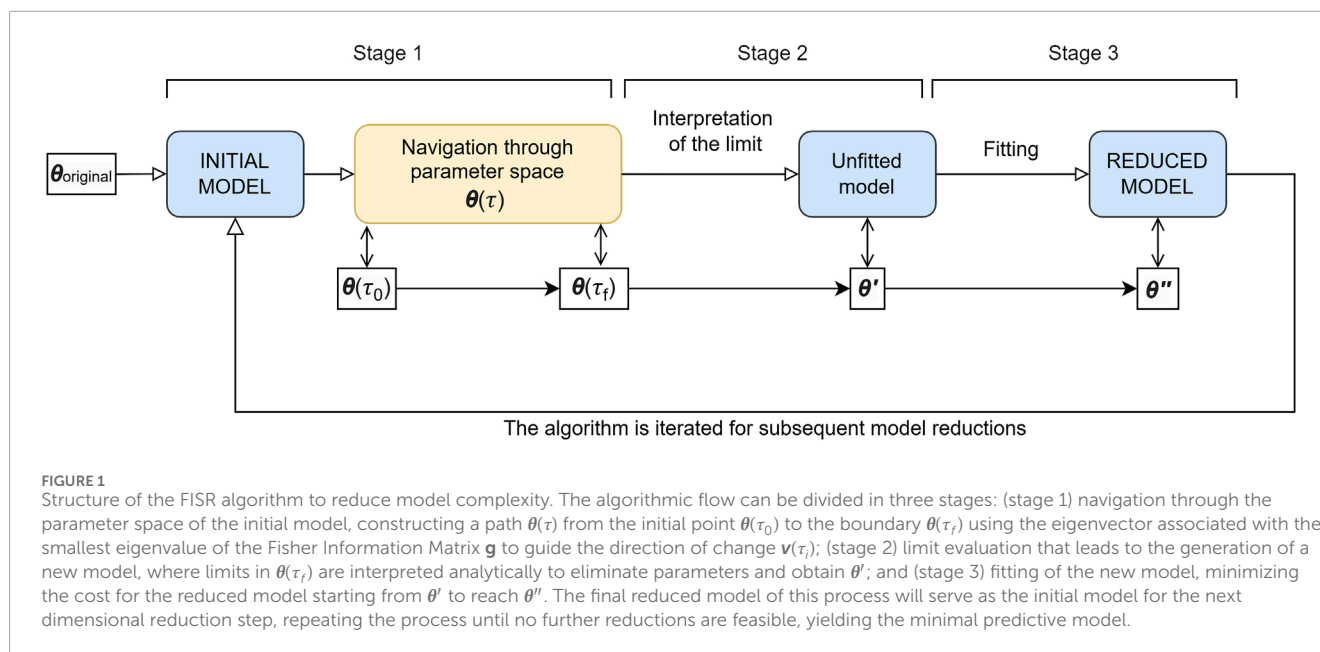 Stage 1
Stage 2
Stage 3
θoriginal
INITIAL
MODEL
Navigation through
parameter space
θ(τ)
Interpretation
of the limit
Unfitted
model
Fitting
REDUCED
MODEL
θ(τ0)
θ(τf)
θ'
θ''
The algorithm is iterated for subsequent model reductions
FIGURE 1
Structure of the FISR algorithm to reduce model complexity. The algorithmic flow can be divided in three stages: (stage 1) navigation through the
parameter space of the initial model, constructing a path θ(τ) from the initial point θ(τ0) to the boundary θ(τf) using the eigenvector associated with the
smallest eigenvalue of the Fisher Information Matrix g to guide the direction of change v(τi); (stage 2) limit evaluation that leads to the generation of a
new model, where limits in θ(τf) are interpreted analytically to eliminate parameters and obtain θ′; and (stage 3) fitting of the new model, minimizing
the cost for the reduced model starting from θ′ to reach θ″. The final reduced model of this process will serve as the initial model for the next
dimensional reduction step, repeating the process until no further reductions are feasible, yielding the minimal predictive model.